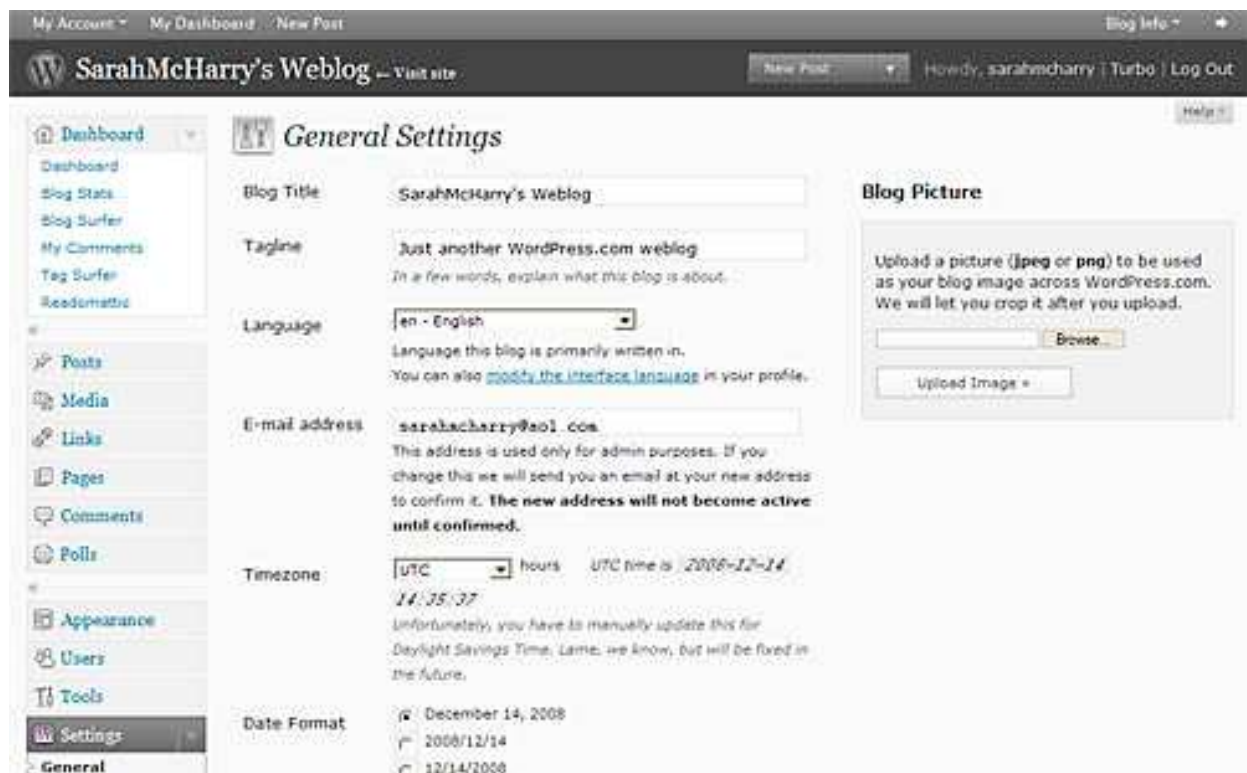 My Account My Dashboard New Post Blog Info
SarahMcHarry's Weblog – Visit site New Post Howdy, sarahmcharry | Turbo | Log Out
Help
Dashboard
Dashboard
Blog Stats
Blog Surfer
My Comments
Tag Surfer
Readomattic
Posts
Media
Links
Pages
Comments
Polls
Appearance
Users
Tools
Settings
General
General Settings
Blog Title SarahMcHarry's Weblog
Tagline Just another WordPress.com weblog
In a few words, explain what this blog is about.
Language en - English
Language this blog is primarily written in.
You can also modify the interface language in your profile.
E-mail address sarahmcharry@aol.com
This address is used only for admin purposes. If you
change this we will send you an email at your new address
to confirm it. The new address will not become active
until confirmed.
Timezone UTC hours UTC time is 2008-12-14
14:35:37
Unfortunately, you have to manually update this for
Daylight Savings Time. Lame, we know, but will be fixed in
the future.
Date Format December 14, 2008
2008/12/14
12/14/2008
Blog Picture
Upload a picture (jpeg or png) to be used
as your blog image across WordPress.com.
We will let you crop it after you upload.
Browse...
Upload Image »